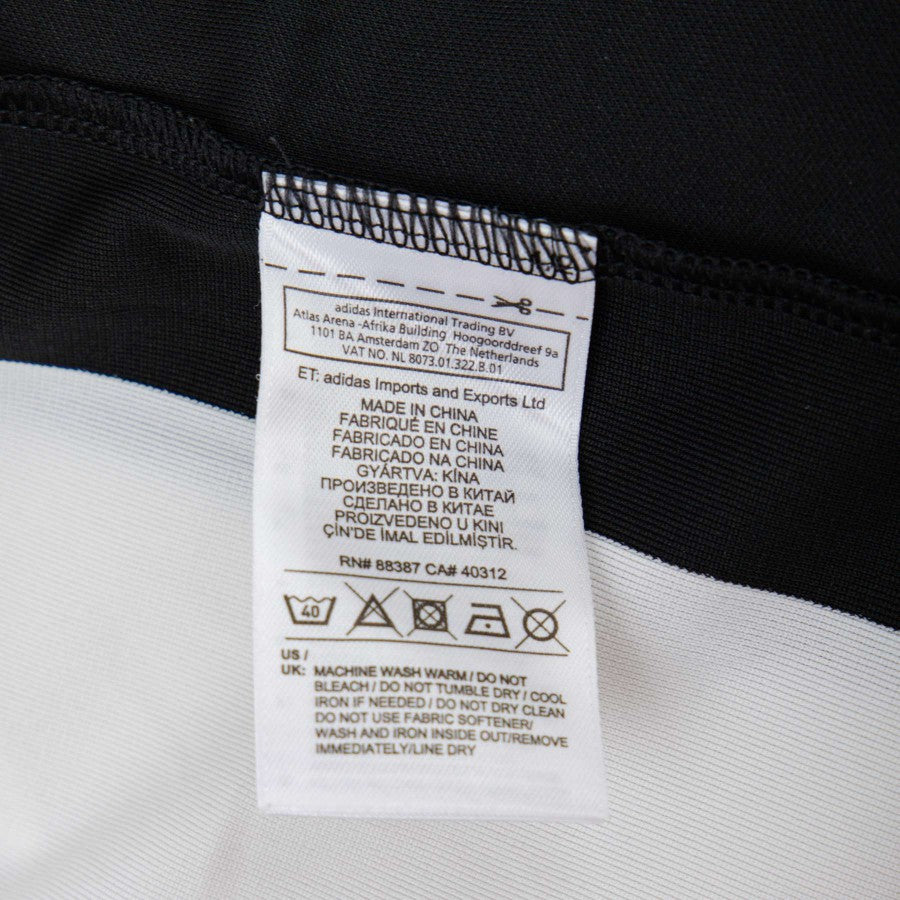 adidas International Trading BV
Atlas Arena -Afrika Building Hoogoorddreef 9a
1101 BA Amsterdam ZO The Netherlands
VAT NO. NL 8073.01.322.B.01
ET: adidas Imports and Exports Ltd
MADE IN CHINA
FABRIQUÉ EN CHINE
FABRICADO EN CHINA
FABRICADO NA CHINA
GYÁRTVA: KÍNA
ПРОИЗВЕДЕНО В КИТАЙ
СДЕЛАНО В КИТАЕ
PROIZVEDENO U KINI
ÇİN'DE İMAL EDİLMİŞTİR.
RN# 88387 CA# 40312
40
US /
UK: MACHINE WASH WARM / DO NOT
BLEACH / DO NOT TUMBLE DRY / COOL
IRON IF NEEDED / DO NOT DRY CLEAN
DO NOT USE FABRIC SOFTENER/
WASH AND IRON INSIDE OUT/REMOVE
IMMEDIATELY/LINE DRY